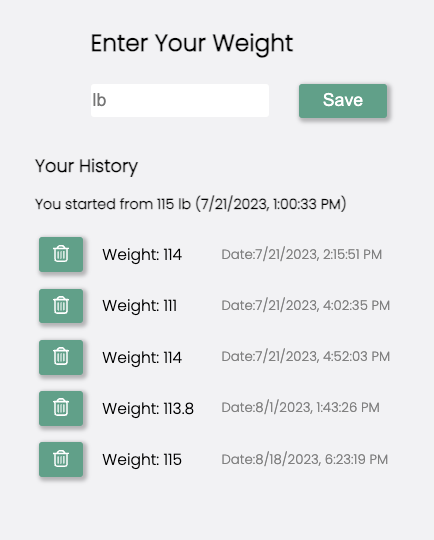 Enter Your Weight
lb Save
Your History
You started from 115 lb (7/21/2023, 1:00:33 PM)
Weight: 114 Date:7/21/2023, 2:15:51 PM
Weight: 111 Date:7/21/2023, 4:02:35 PM
Weight: 114 Date:7/21/2023, 4:52:03 PM
Weight: 113.8 Date:8/1/2023, 1:43:26 PM
Weight: 115 Date:8/18/2023, 6:23:19 PM